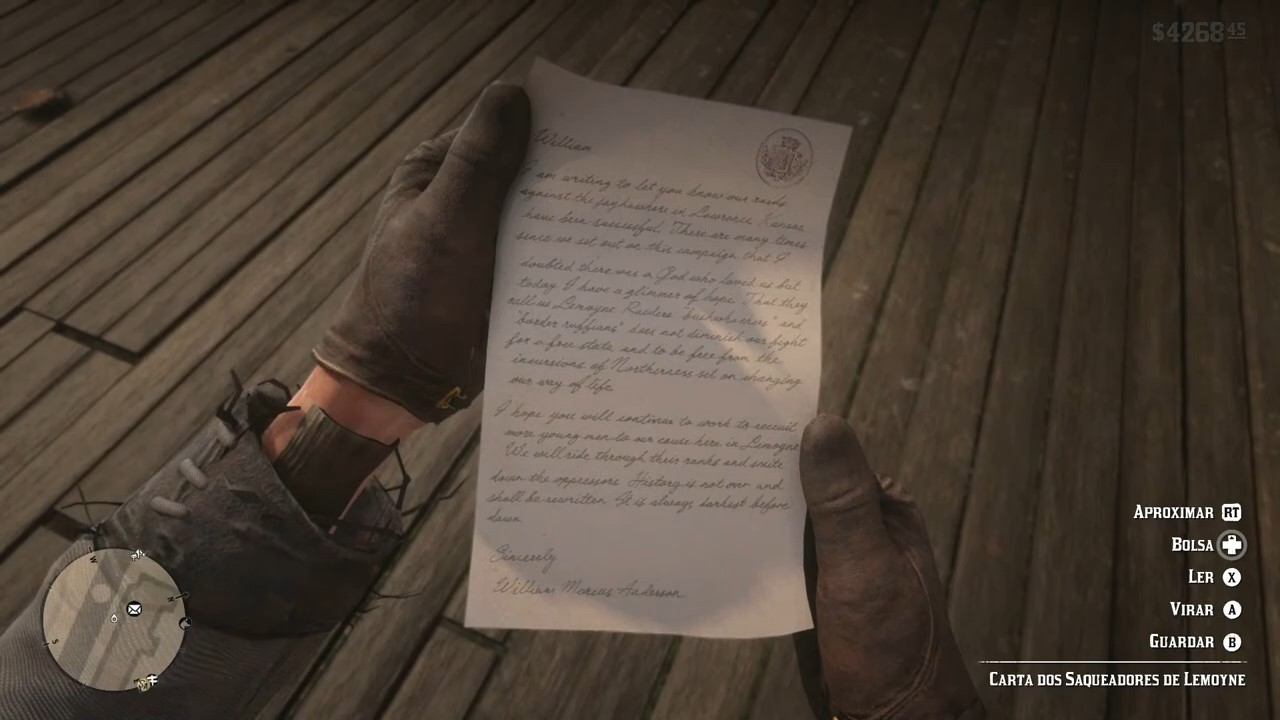 $4268 45
William
I am writing to let you know our raids
against the jayhawkers in Lawrence Kansas
have been successful. There are many times
since we set out on this campaign that I
doubted there was a God who loved us but
today I have a glimmer of hope. That they
call us Lemoyne Raiders "bushwhackers" and
"border ruffians" does not diminish our fight
for a free state and to be free from the
incursions of Northerners set on changing
our way of life.
I hope you will continue to work to recruit
more young men to our cause here in Lemoyne
We will ride through their ranks and smite
down the oppressors. History is not over and
shall be rewritten. It is always darkest before
dawn.
Sincerely
William Marcus Anderson
APROXIMAR RT
BOLSA
LER X
VIRAR A
GUARDAR B
CARTA DOS SAQUEADORES DE LEMOYNE